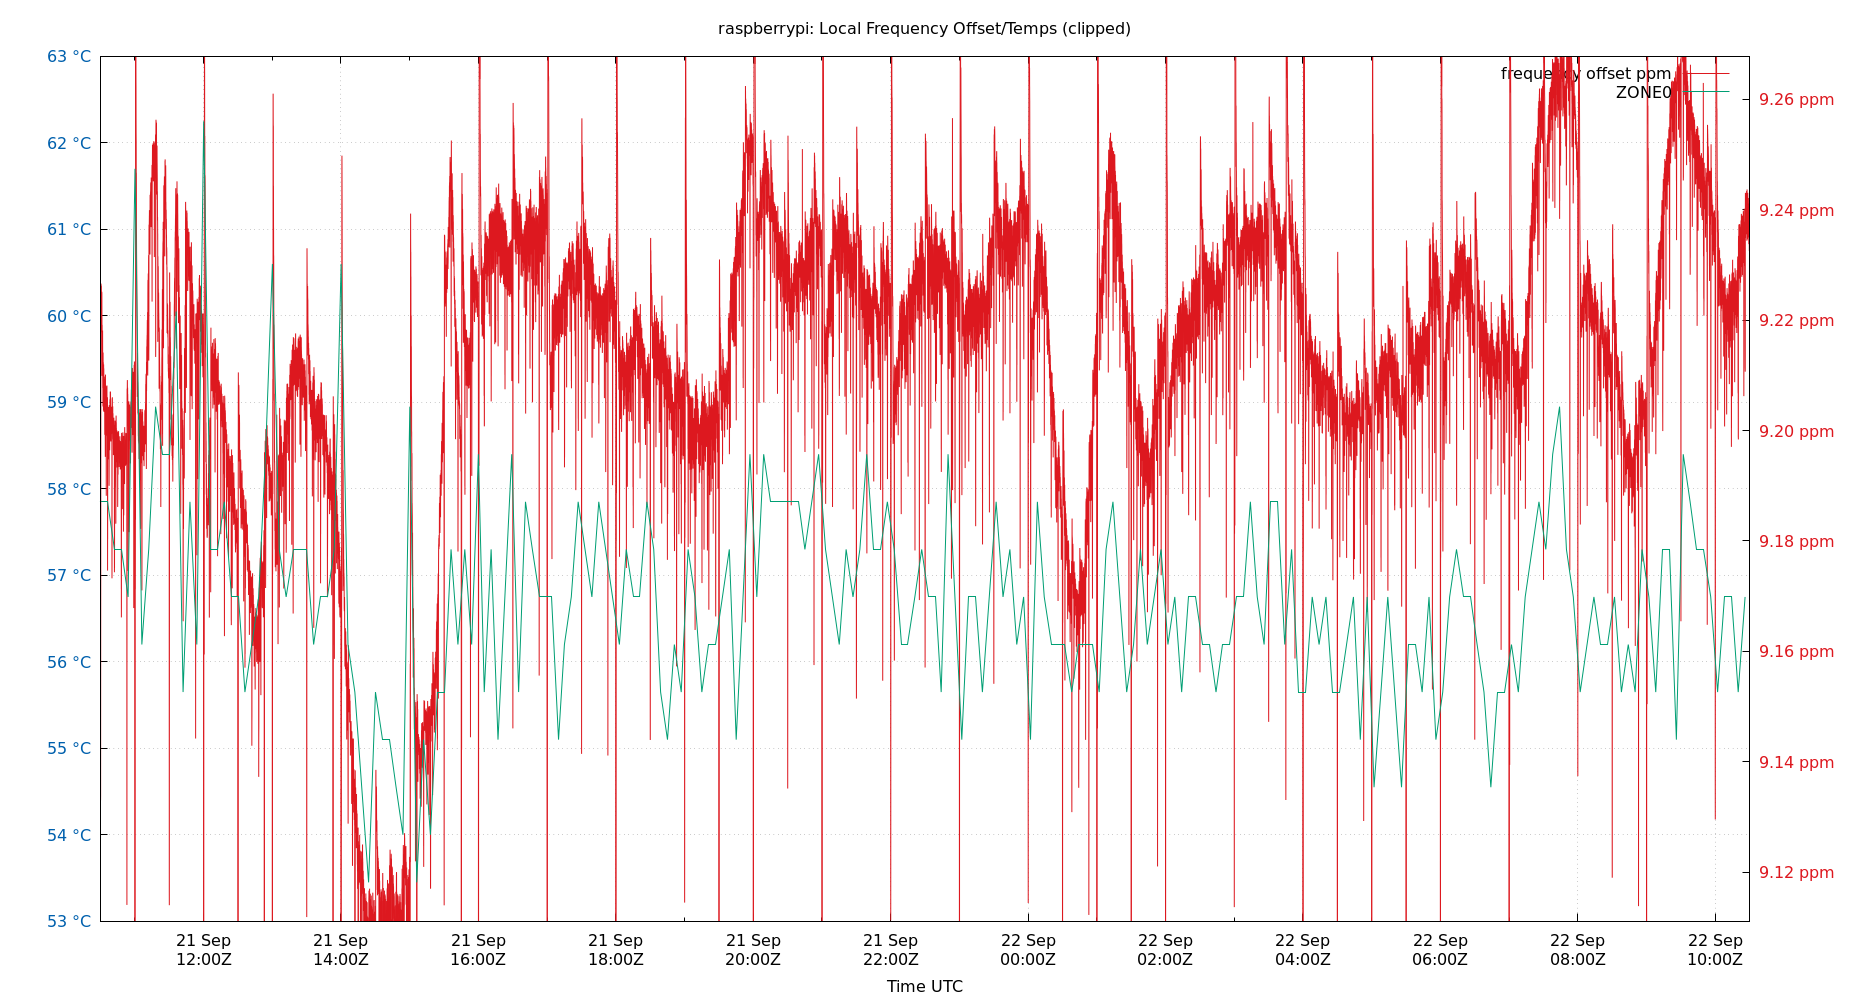 raspberrypi: Local Frequency Offset/Temps (clipped)
63 °C
62 °C
61 °C
60 °C
59 °C
58 °C
57 °C
56 °C
55 °C
54 °C
53 °C
frequency offset ppm
ZONE0
9.26 ppm
9.24 ppm
9.22 ppm
9.20 ppm
9.18 ppm
9.16 ppm
9.14 ppm
9.12 ppm
21 Sep 21 Sep 21 Sep 21 Sep 21 Sep 21 Sep 22 Sep 22 Sep 22 Sep 22 Sep 22 Sep 22 Sep
12:00Z 14:00Z 16:00Z 18:00Z 20:00Z 22:00Z 00:00Z 02:00Z 04:00Z 06:00Z 08:00Z 10:00Z
Time UTC